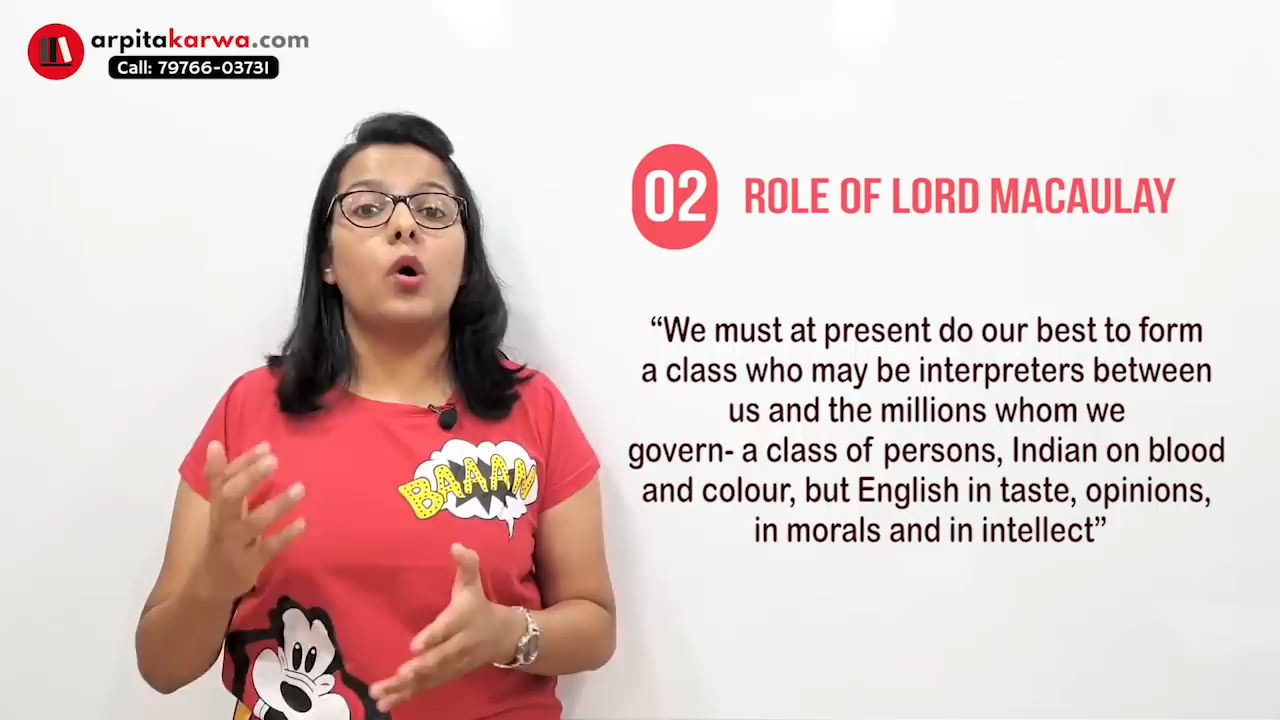 arpitakarwa.com
Call: 79766-03731
02 ROLE OF LORD MACAULAY
“We must at present do our best to form
a class who may be interpreters between
us and the millions whom we
govern- a class of persons, Indian on blood
and colour, but English in taste, opinions,
in morals and in intellect”
BAAAM